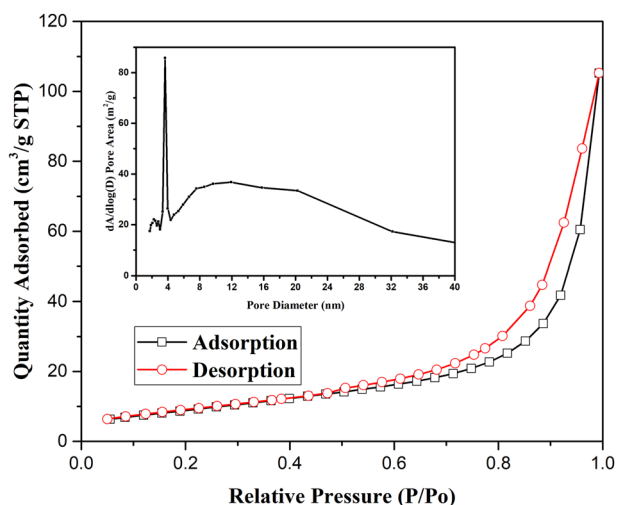 120
100
80
60
40
20
0
Quantity Adsorbed (cm³/g STP)
0.0
0.2
0.4
0.6
0.8
1.0
Relative Pressure (P/Po)
80
60
40
20
0
dA/dlog(D) Pore Area (m²/g)
0 4 8 12 16 20 24 28 32 36 40
Pore Diameter (nm)
Adsorption
Desorption